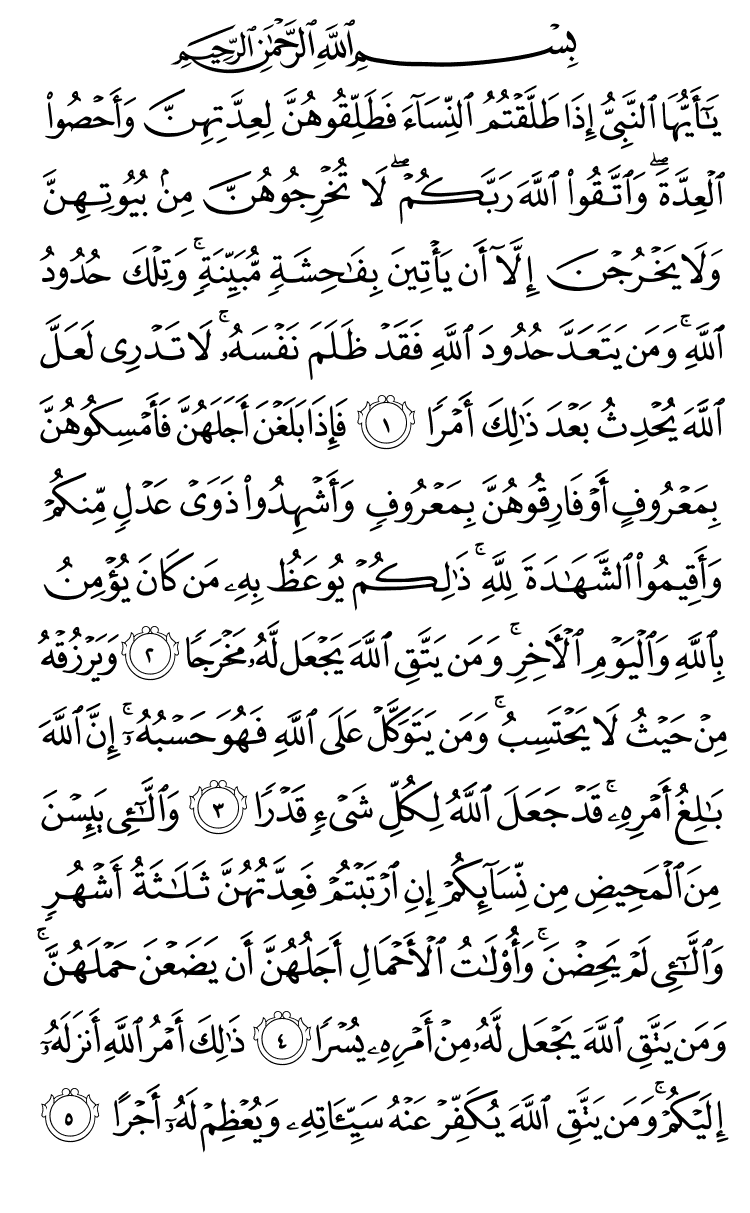 بِسْمِ ٱللَّهِ ٱلرَّحْمَٰنِ ٱلرَّحِيمِ
يَٰٓأَيُّهَا ٱلنَّبِىُّ إِذَا طَلَّقْتُمُ ٱلنِّسَآءَ فَطَلِّقُوهُنَّ لِعِدَّتِهِنَّ وَأَحْصُوا۟
ٱلْعِدَّةَ ۖ وَٱتَّقُوا۟ ٱللَّهَ رَبَّكُمْ ۖ لَا تُخْرِجُوهُنَّ مِنۢ بُيُوتِهِنَّ
وَلَا يَخْرُجْنَ إِلَّآ أَن يَأْتِينَ بِفَٰحِشَةٍ مُّبَيِّنَةٍ ۚ وَتِلْكَ حُدُودُ
ٱللَّهِ ۚ وَمَن يَتَعَدَّ حُدُودَ ٱللَّهِ فَقَدْ ظَلَمَ نَفْسَهُۥ ۚ لَا تَدْرِى لَعَلَّ
ٱللَّهَ يُحْدِثُ بَعْدَ ذَٰلِكَ أَمْرًا ١ فَإِذَا بَلَغْنَ أَجَلَهُنَّ فَأَمْسِكُوهُنَّ
بِمَعْرُوفٍ أَوْ فَارِقُوهُنَّ بِمَعْرُوفٍ وَأَشْهِدُوا۟ ذَوَىْ عَدْلٍ مِّنكُمْ
وَأَقِيمُوا۟ ٱلشَّهَٰدَةَ لِلَّهِ ۚ ذَٰلِكُمْ يُوعَظُ بِهِۦ مَن كَانَ يُؤْمِنُ
بِٱللَّهِ وَٱلْيَوْمِ ٱلْأَخِرِ ۚ وَمَن يَتَّقِ ٱللَّهَ يَجْعَل لَّهُۥ مَخْرَجًا ٢ وَيَرْزُقْهُ
مِنْ حَيْثُ لَا يَحْتَسِبُ ۚ وَمَن يَتَوَكَّلْ عَلَى ٱللَّهِ فَهُوَ حَسْبُهُۥٓ ۚ إِنَّ ٱللَّهَ
بَٰلِغُ أَمْرِهِۦ ۚ قَدْ جَعَلَ ٱللَّهُ لِكُلِّ شَىْءٍ قَدْرًا ٣ وَٱلَّٰٓـِٔى يَئِسْنَ
مِنَ ٱلْمَحِيضِ مِن نِّسَآئِكُمْ إِنِ ٱرْتَبْتُمْ فَعِدَّتُهُنَّ ثَلَٰثَةُ أَشْهُرٍ
وَٱلَّٰٓـِٔى لَمْ يَحِضْنَ ۚ وَأُو۟لَٰتُ ٱلْأَحْمَالِ أَجَلُهُنَّ أَن يَضَعْنَ حَمْلَهُنَّ ۚ
وَمَن يَتَّقِ ٱللَّهَ يَجْعَل لَّهُۥ مِنْ أَمْرِهِۦ يُسْرًا ٤ ذَٰلِكَ أَمْرُ ٱللَّهِ أَنزَلَهُۥٓ
إِلَيْكُمْ ۚ وَمَن يَتَّقِ ٱللَّهَ يُكَفِّرْ عَنْهُ سَيِّـَٔاتِهِۦ وَيُعْظِمْ لَهُۥٓ أَجْرًا ٥